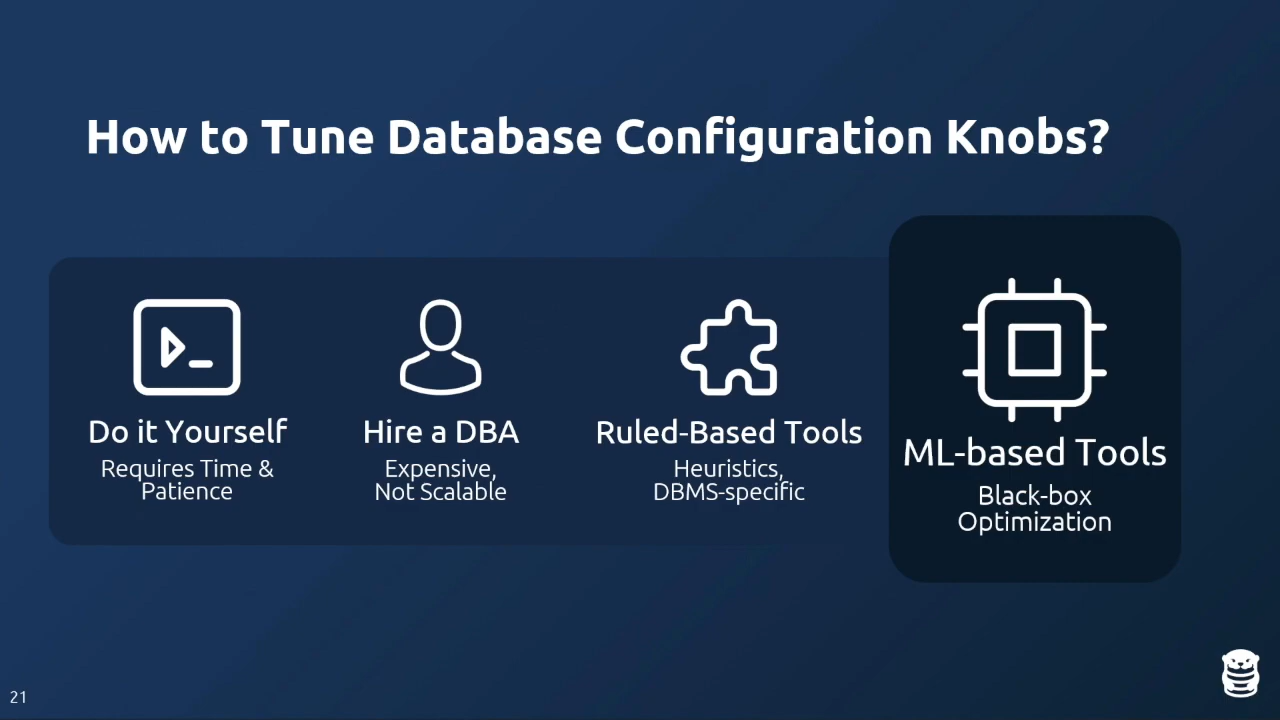 How to Tune Database Configuration Knobs?
Do it Yourself
Requires Time &
Patience
Hire a DBA
Expensive,
Not Scalable
Ruled-Based Tools
Heuristics,
DBMS-specific
ML-based Tools
Black-box
Optimization
21